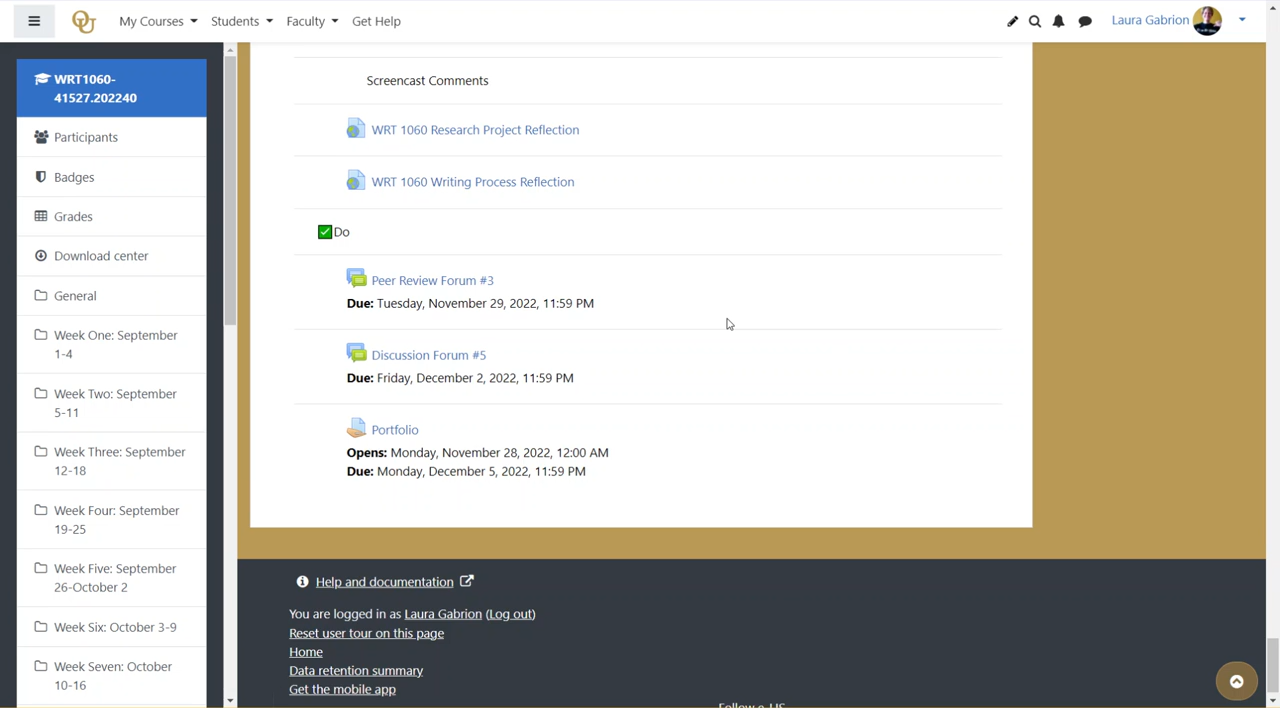 My Courses Students Faculty Get Help Laura Gabrion
WRT1060-
41527.202240
Participants
Badges
Grades
Download center
General
Week One: September
1-4
Week Two: September
5-11
Week Three: September
12-18
Week Four: September
19-25
Week Five: September
26-October 2
Week Six: October 3-9
Week Seven: October
10-16
Screencast Comments
WRT 1060 Research Project Reflection
WRT 1060 Writing Process Reflection
Do
Peer Review Forum #3
Due: Tuesday, November 29, 2022, 11:59 PM
Discussion Forum #5
Due: Friday, December 2, 2022, 11:59 PM
Portfolio
Opens: Monday, November 28, 2022, 12:00 AM
Due: Monday, December 5, 2022, 11:59 PM
Help and documentation
You are logged in as Laura Gabrion (Log out)
Reset user tour on this page
Home
Data retention summary
Get the mobile app
Follow e-LIS